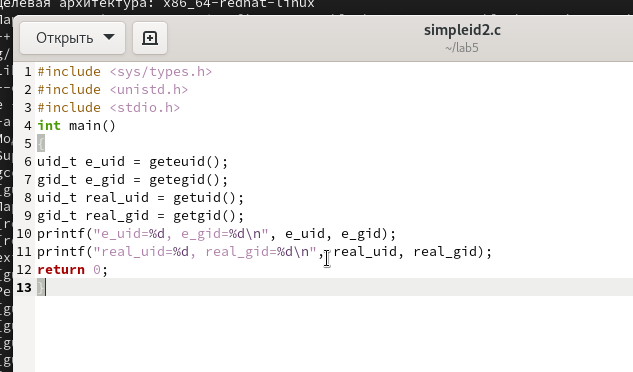 целевая архитектура: x86_64-redhat-linux
Открыть
simpleid2.c
~/lab5
1 #include <sys/types.h>
2 #include <unistd.h>
3 #include <stdio.h>
4 int main()
5 {
6 uid_t e_uid = geteuid();
7 gid_t e_gid = getegid();
8 uid_t real_uid = getuid();
9 gid_t real_gid = getgid();
10 printf("e_uid=%d, e_gid=%d\n", e_uid, e_gid);
11 printf("real_uid=%d, real_gid=%d\n", real_uid, real_gid);
12 return 0;
13 }